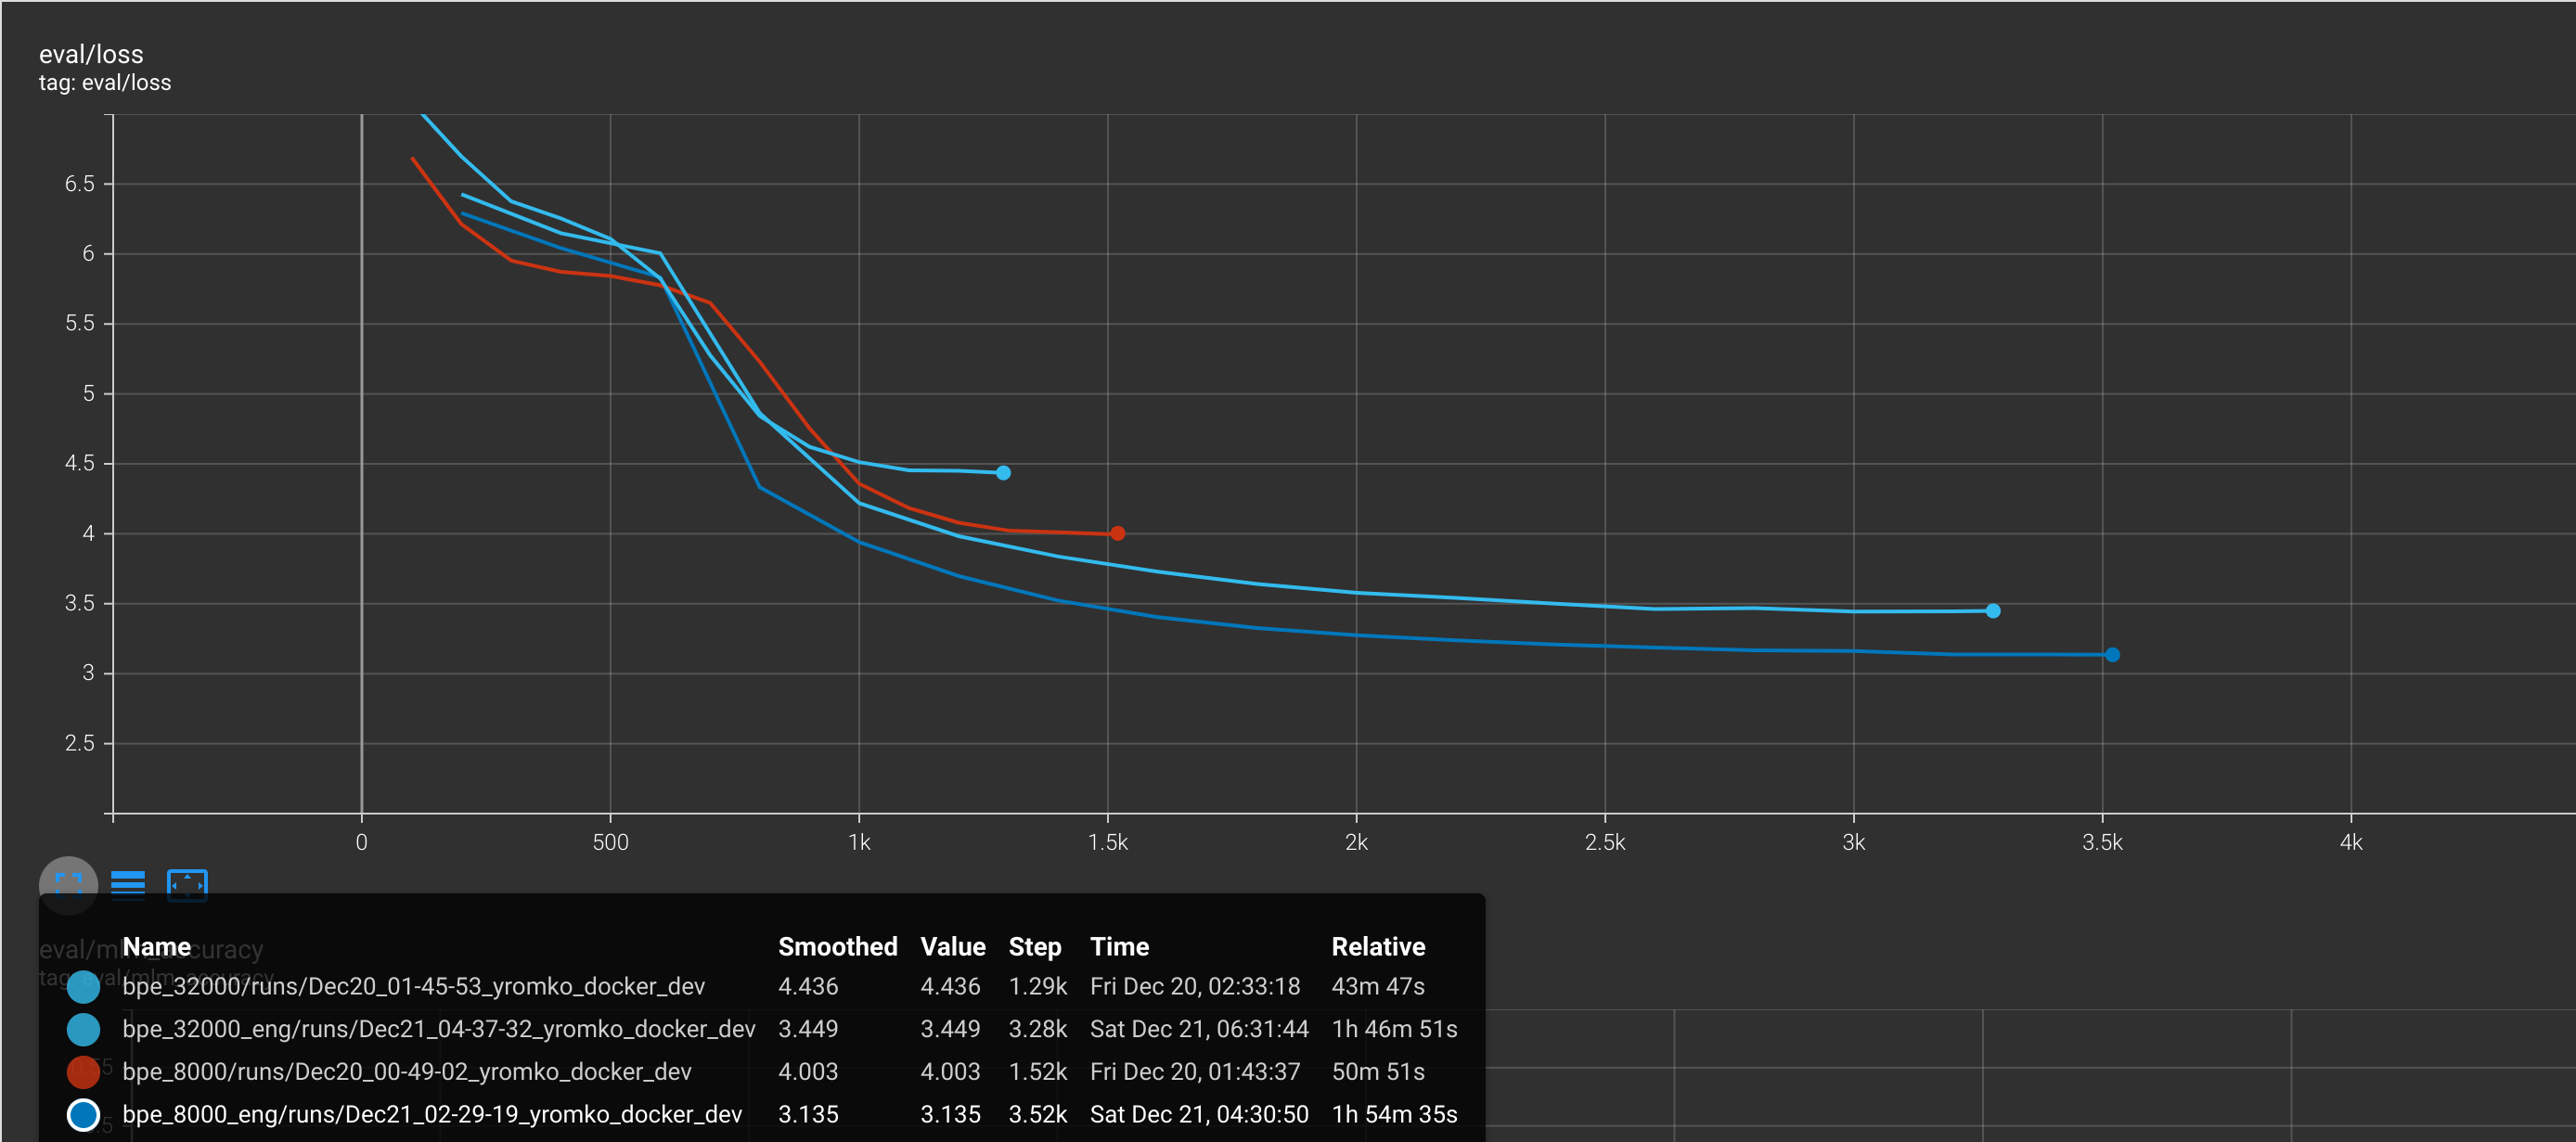 eval/loss
tag: eval/loss
6.5
6
5.5
5
4.5
4
3.5
3
2.5
0 500 1k 1.5k 2k 2.5k 3k 3.5k 4k
eval/mlm_accuracy
tag: eval/mlm_accuracy
Name Smoothed Value Step Time Relative
bpe_32000/runs/Dec20_01-45-53_yromko_docker_dev 4.436 4.436 1.29k Fri Dec 20, 02:33:18 43m 47s
bpe_32000_eng/runs/Dec21_04-37-32_yromko_docker_dev 3.449 3.449 3.28k Sat Dec 21, 06:31:44 1h 46m 51s
bpe_8000/runs/Dec20_00-49-02_yromko_docker_dev 4.003 4.003 1.52k Fri Dec 20, 01:43:37 50m 51s
bpe_8000_eng/runs/Dec21_02-29-19_yromko_docker_dev 3.135 3.135 3.52k Sat Dec 21, 04:30:50 1h 54m 35s